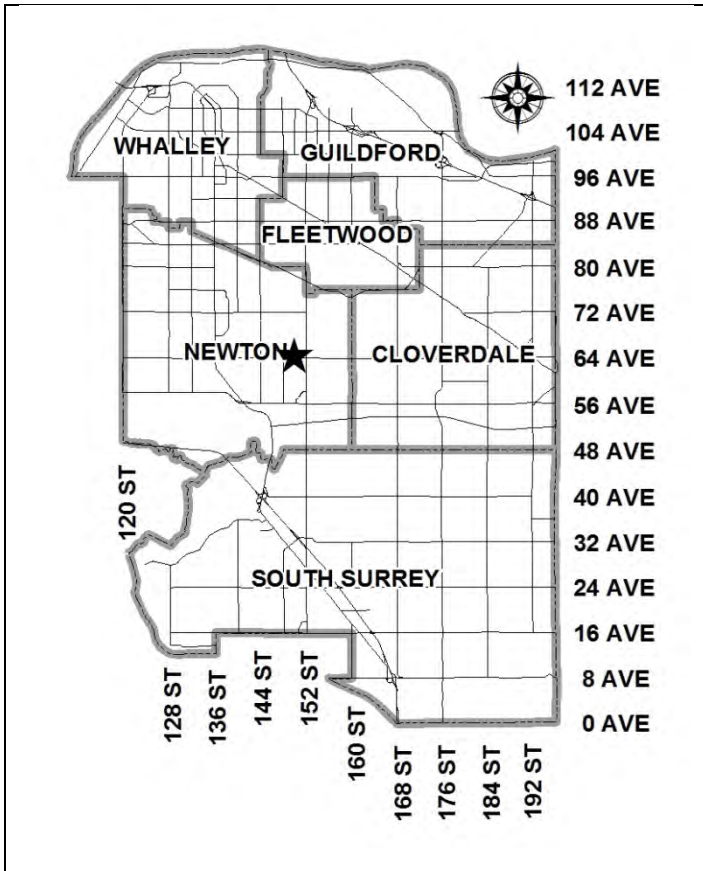 112 AVE
104 AVE
WHALLEY
GUILDFORD
96 AVE
88 AVE
FLEETWOOD
80 AVE
72 AVE
NEWTON
CLOVERDALE
64 AVE
56 AVE
48 AVE
120 ST
40 AVE
32 AVE
SOUTH SURREY
24 AVE
16 AVE
8 AVE
0 AVE
128 ST
136 ST
144 ST
152 ST
160 ST
168 ST
176 ST
184 ST
192 ST